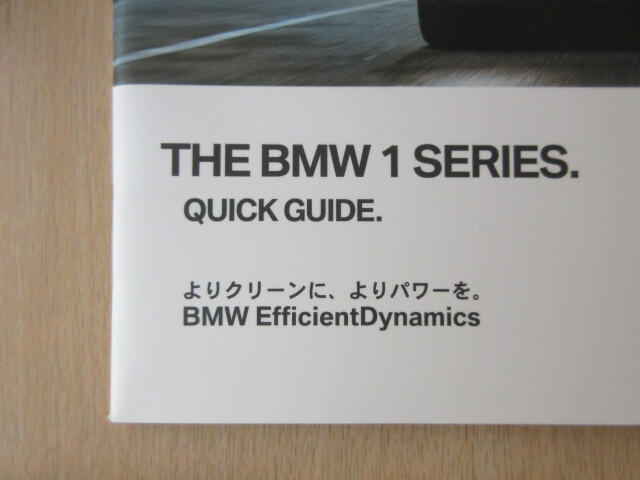 THE BMW 1 SERIES.
QUICK GUIDE.
よりクリーンに、よりパワーを。
BMW EfficientDynamics